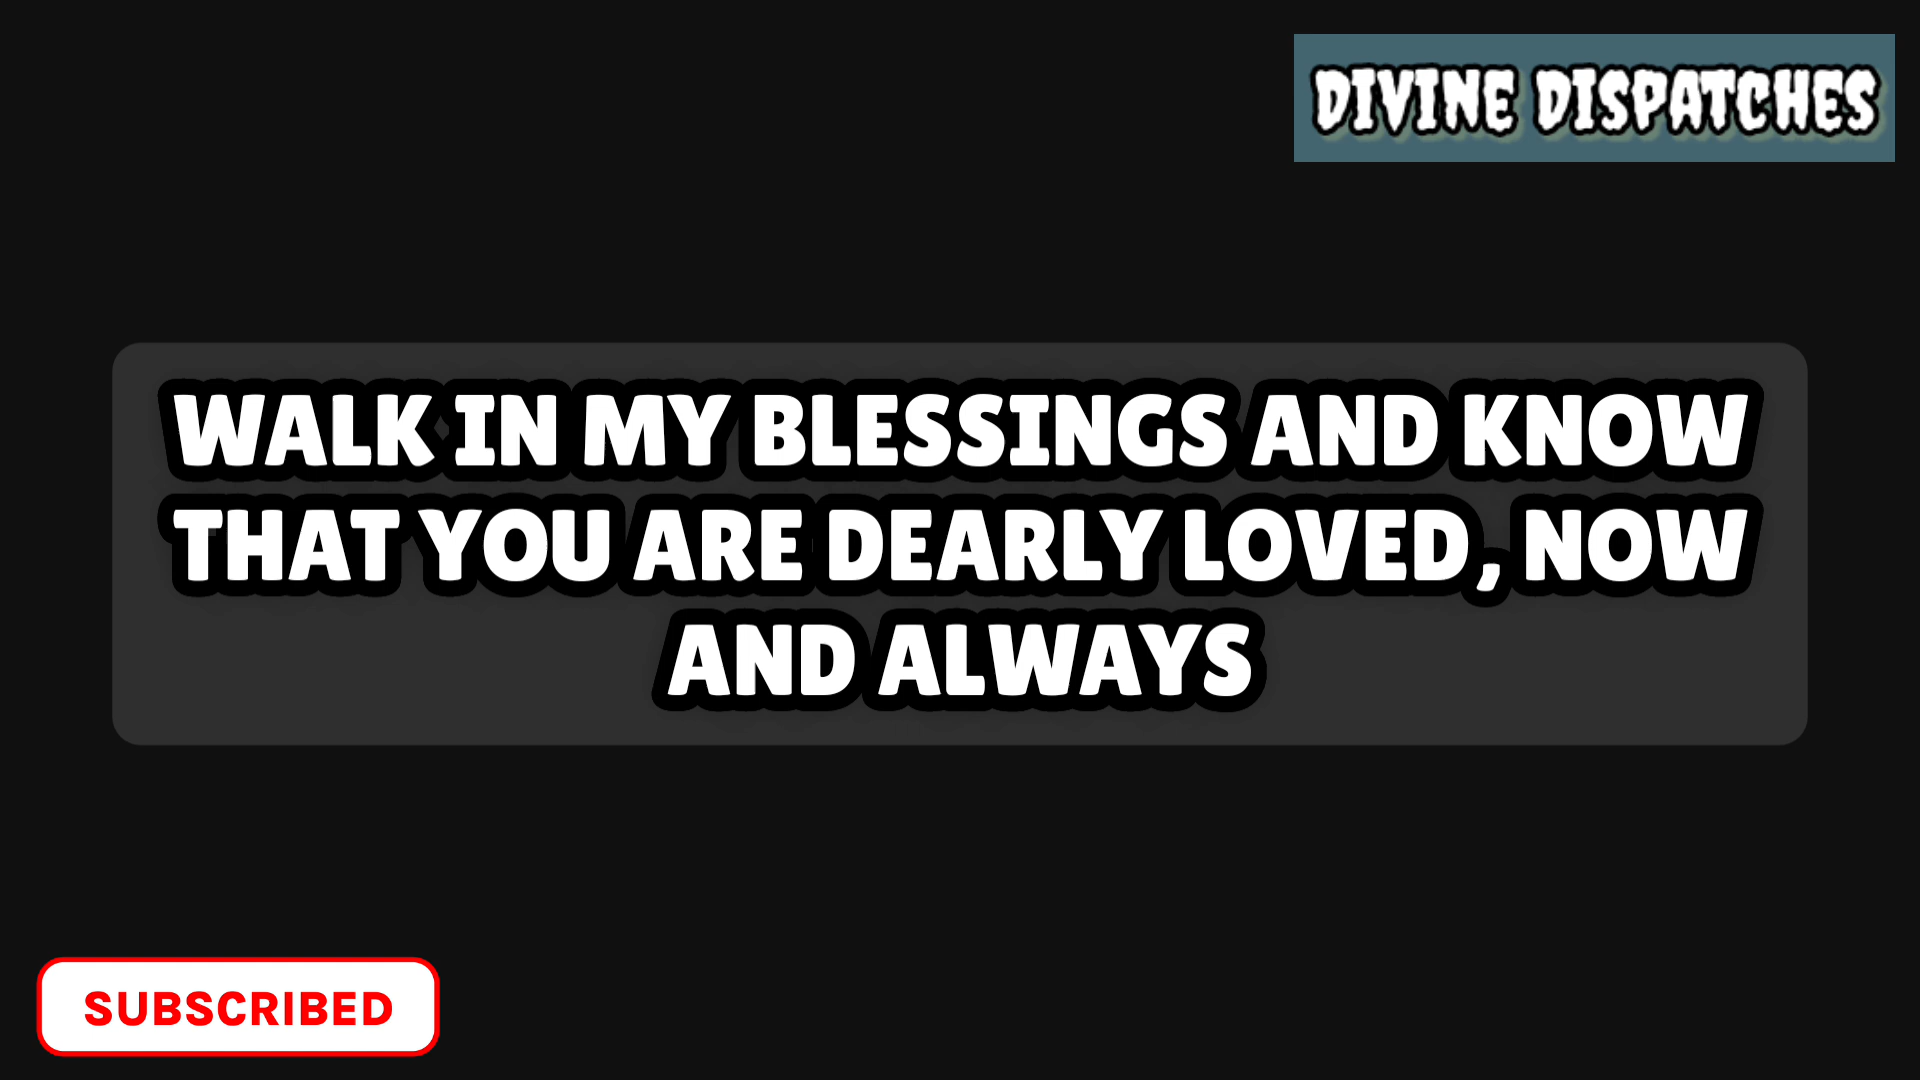 DIVINE DISPATCHES
WALK IN MY BLESSINGS AND KNOW
THAT YOU ARE DEARLY LOVED, NOW
AND ALWAYS
SUBSCRIBED